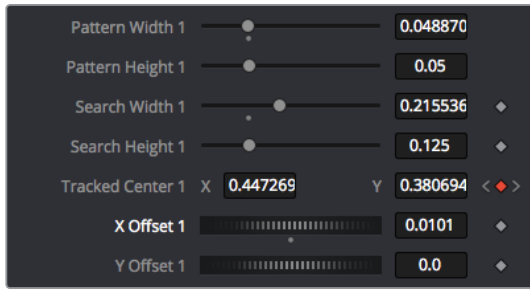 Pattern Width 1 0.048870
Pattern Height 1 0.05
Search Width 1 0.215536
Search Height 1 0.125
Tracked Center 1 X 0.447269 Y 0.380694
X Offset 1 0.0101
Y Offset 1 0.0